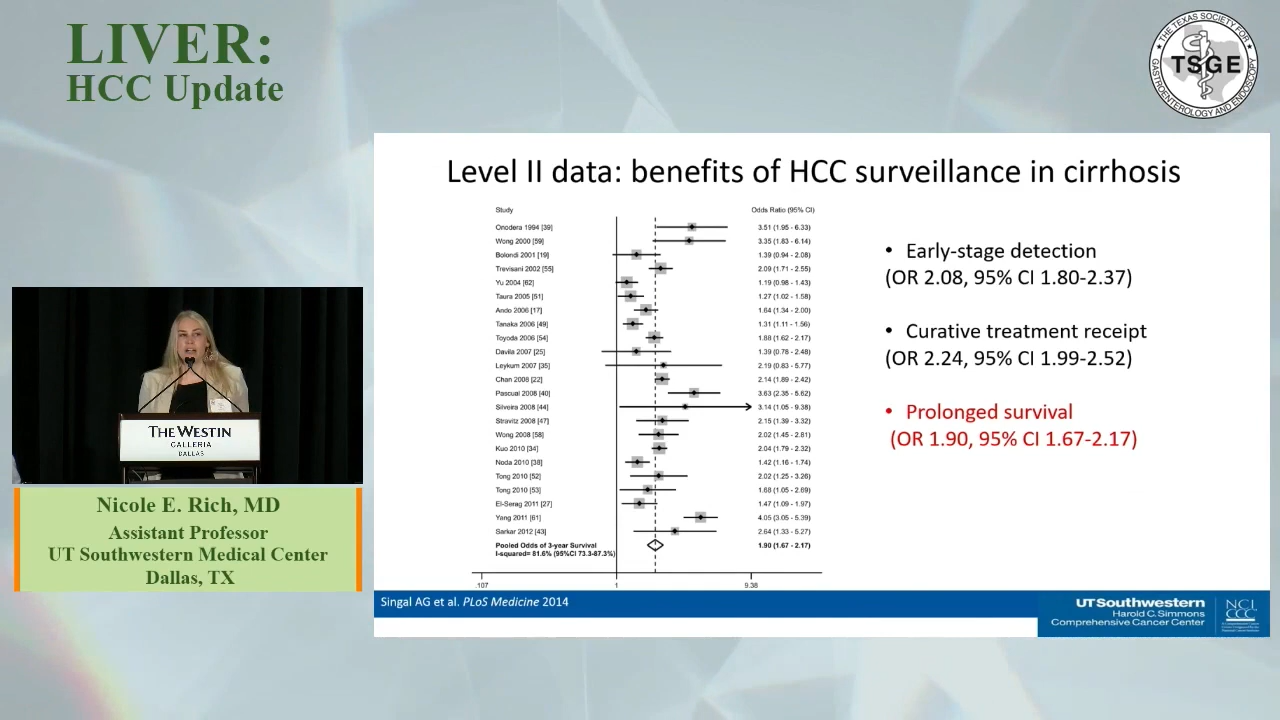 LIVER:
HCC Update
THE TEXAS SOCIETY FOR
GASTROENTEROLOGY AND ENDOSCOPY
TSGE
Level II data: benefits of HCC surveillance in cirrhosis
Study Odds Ratio (95% CI)
Onodera 1994 [39] 3.51 (1.95 - 6.33)
Wong 2000 [59] 3.35 (1.83 - 6.14)
Bolondi 2001 [19] 1.39 (0.94 - 2.08)
Trevisani 2002 [55] 2.09 (1.71 - 2.55)
Yu 2004 [62] 1.19 (0.98 - 1.43)
Taura 2005 [51] 1.27 (1.02 - 1.58)
Ando 2006 [17] 1.64 (1.34 - 2.00)
Tanaka 2006 [49] 1.31 (1.11 - 1.56)
Toyoda 2006 [54] 1.88 (1.62 - 2.17)
Davila 2007 [25] 1.39 (0.78 - 2.48)
Leykum 2007 [35] 2.19 (0.83 - 5.77)
Chan 2008 [22] 2.14 (1.89 - 2.42)
Pascual 2008 [40] 3.63 (2.35 - 5.62)
Silveira 2008 [44] 3.14 (1.05 - 9.38)
Stravitz 2008 [47] 2.15 (1.39 - 3.32)
Wong 2008 [58] 2.02 (1.45 - 2.81)
Kuo 2010 [34] 2.04 (1.79 - 2.32)
Noda 2010 [38] 1.42 (1.16 - 1.74)
Tong 2010 [52] 2.02 (1.25 - 3.26)
Tong 2010 [53] 1.68 (1.05 - 2.69)
El-Serag 2011 [27] 1.47 (1.09 - 1.97)
Yang 2011 [61] 4.05 (3.05 - 5.39)
Sarkar 2012 [43] 2.64 (1.33 - 5.27)
Pooled Odds of 3-year Survival 1.90 (1.67 - 2.17)
I-squared= 81.6% (95%CI 73.3-87.3%)
.107 1 9.38
• Early-stage detection
(OR 2.08, 95% CI 1.80-2.37)
• Curative treatment receipt
(OR 2.24, 95% CI 1.99-2.52)
• Prolonged survival
(OR 1.90, 95% CI 1.67-2.17)
Singal AG et al. PLoS Medicine 2014
UT Southwestern
Harold C. Simmons
Comprehensive Cancer Center
NCI
CCC
THE WESTIN
GALLERIA
DALLAS
Nicole E. Rich, MD
Assistant Professor
UT Southwestern Medical Center
Dallas, TX